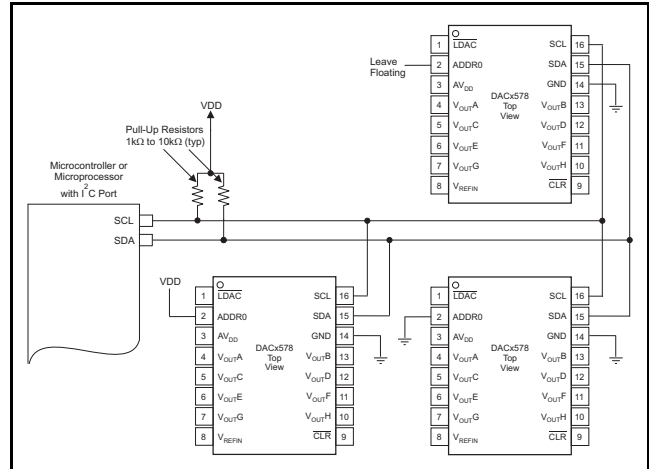 LDAC
ADDR0
AVDD
VOUTA
VOUTC
VOUTE
VOUTG
VREFIN
1
2
3
4
5
6
7
8
DACx578
Top
View
SCL
SDA
GND
VOUTB
VOUTD
VOUTF
VOUTH
CLR
16
15
14
13
12
11
10
9
Leave
Floating
VDD
Pull-Up Resistors
1kΩ to 10kΩ (typ)
Microcontroller or
Microprocessor
with I2C Port
SCL
SDA
VDD
1
2
3
4
5
6
7
8
LDAC
ADDR0
AVDD
VOUTA
VOUTC
VOUTE
VOUTG
VREFIN
DACx578
Top
View
SCL
SDA
GND
VOUTB
VOUTD
VOUTF
VOUTH
CLR
16
15
14
13
12
11
10
9
1
2
3
4
5
6
7
8
LDAC
ADDR0
AVDD
VOUTA
VOUTC
VOUTE
VOUTG
VREFIN
DACx578
Top
View
SCL
SDA
GND
VOUTB
VOUTD
VOUTF
VOUTH
CLR
16
15
14
13
12
11
10
9